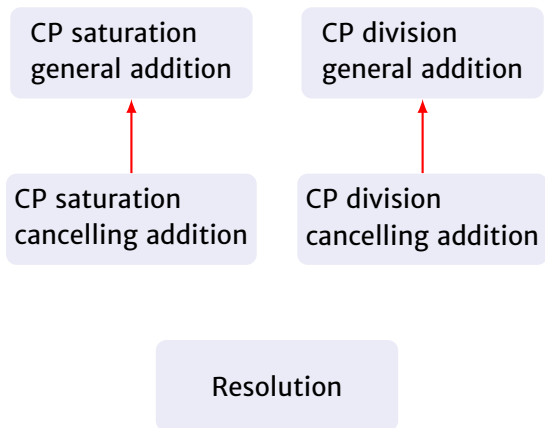 CP saturation
general addition
CP division
general addition
CP saturation
cancelling addition
CP division
cancelling addition
Resolution